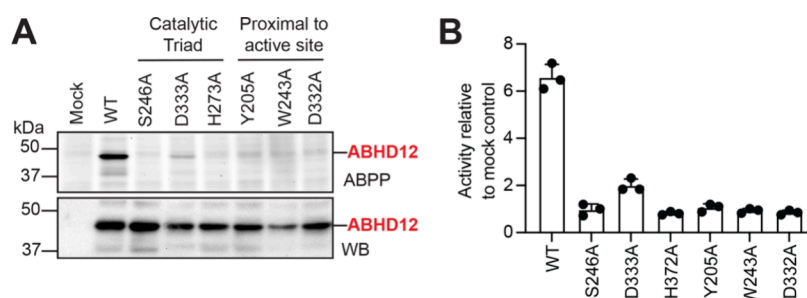 A
Catalytic
Triad
Proximal to
active site
Mock
WT
S246A
D333A
H273A
Y205A
W243A
D332A
kDa
50
37
ABHD12
ABPP
50
37
ABHD12
WB
B
Activity relative
to mock control
8
6
4
2
0
WT
S246A
D333A
H372A
Y205A
W243A
D332A